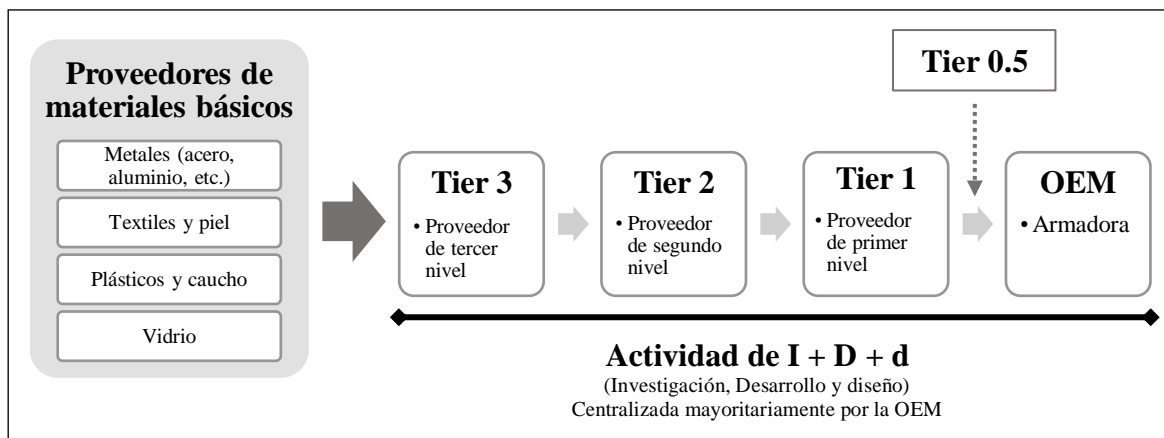 Proveedores de
materiales básicos
Metales (acero,
aluminio, etc.)
Textiles y piel
Plásticos y caucho
Vidrio
Tier 3
• Proveedor
de tercer
nivel
Tier 2
• Proveedor
de segundo
nivel
Tier 1
• Proveedor
de primer
nivel
Tier 0.5
OEM
• Armadora
Actividad de I + D + d
(Investigación, Desarrollo y diseño)
Centralizada mayoritariamente por la OEM